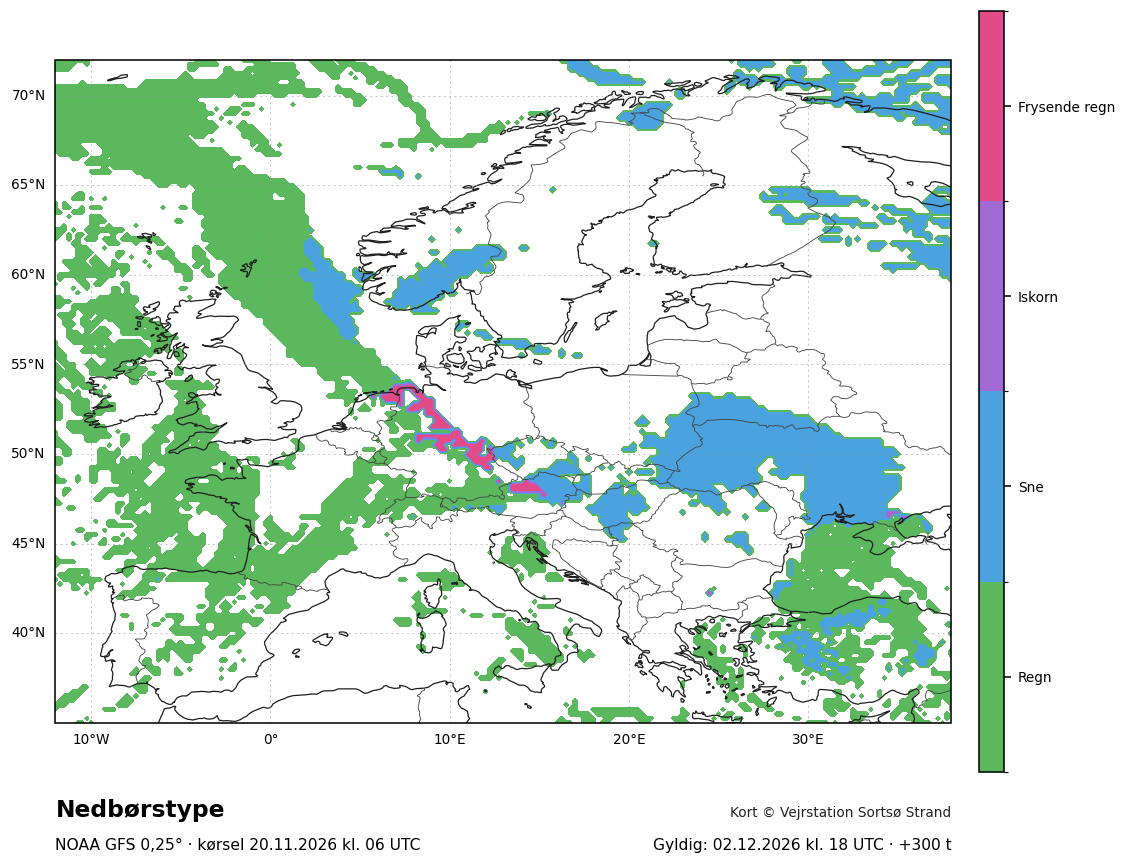 Frysende regn
Iskorn
Sne
Regn
70°N
65°N
60°N
55°N
50°N
45°N
40°N
10°W
0°
10°E
20°E
30°E
Nedbørstype
Kort © Vejrstation Sortsø Strand
NOAA GFS 0,25° · kørsel 20.11.2026 kl. 06 UTC
Gyldig: 02.12.2026 kl. 18 UTC · +300 t